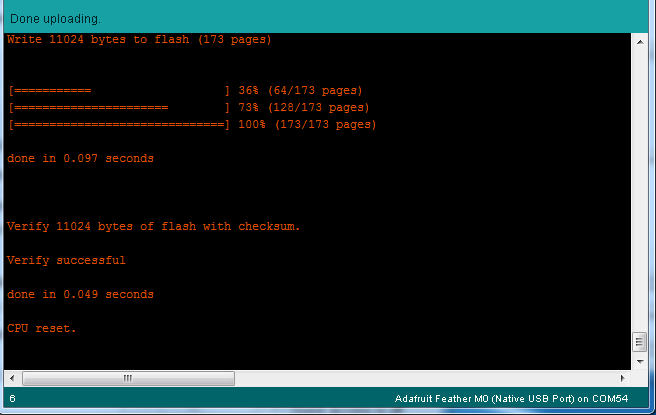 Done uploading.
Write 11024 bytes to flash (173 pages)
[===========                   ] 36% (64/173 pages)
[======================        ] 73% (128/173 pages)
[==============================] 100% (173/173 pages)
done in 0.097 seconds
Verify 11024 bytes of flash with checksum.
Verify successful
done in 0.049 seconds
CPU reset.
6 Adafruit Feather M0 (Native USB Port) on COM54